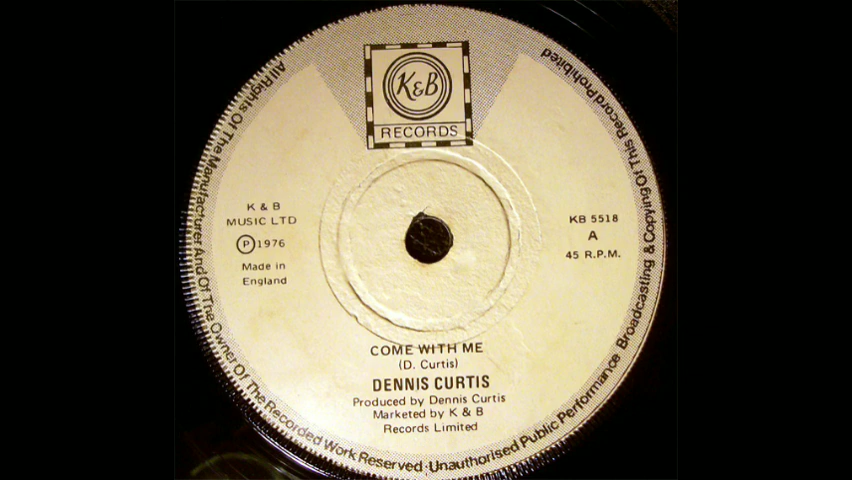 K&B
RECORDS
K & B
MUSIC LTD
P 1976
Made in
England
KB 5518
A
45 R.P.M.
COME WITH ME
(D. Curtis)
DENNIS CURTIS
Produced by Dennis Curtis
Marketed by K & B
Records Limited
All Rights Of The Manufacturer And Of The Owner Of The Recorded Work Reserved · Unauthorised Public Performance Broadcasting & Copying Of This Record Prohibited